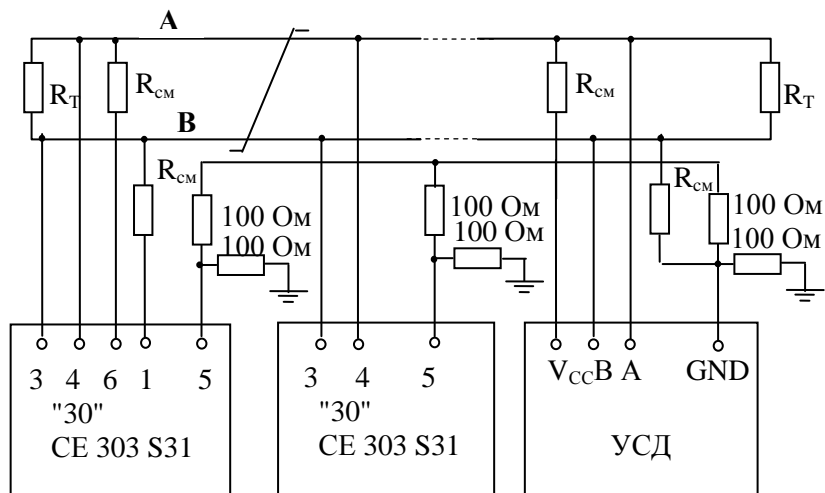 A
R_T
R_см
R_см
R_T
B
R_см
R_см
100 Ом
100 Ом
100 Ом
100 Ом
100 Ом
100 Ом
3 4 6 1 5
3 4 5
V_CC B A GND
"30"
"30"
CE 303 S31
CE 303 S31
УСД